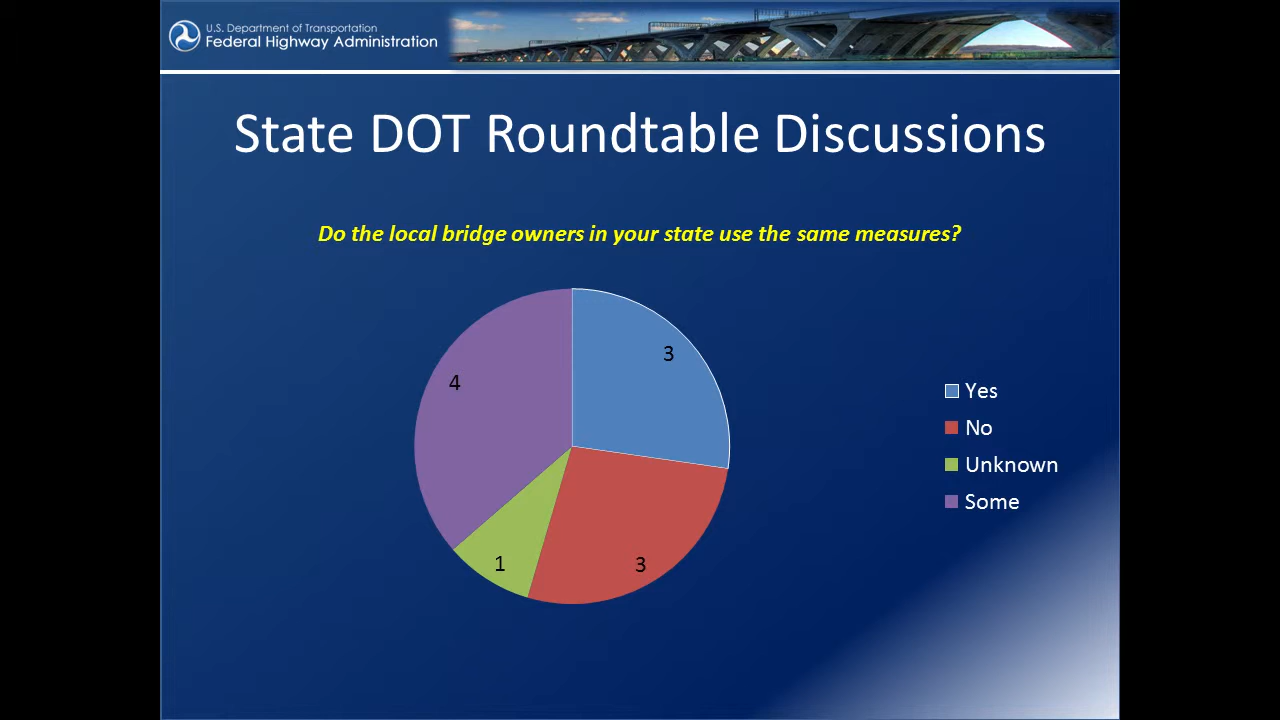 U.S. Department of Transportation
Federal Highway Administration
State DOT Roundtable Discussions
Do the local bridge owners in your state use the same measures?
3
4
1
3
Yes
No
Unknown
Some